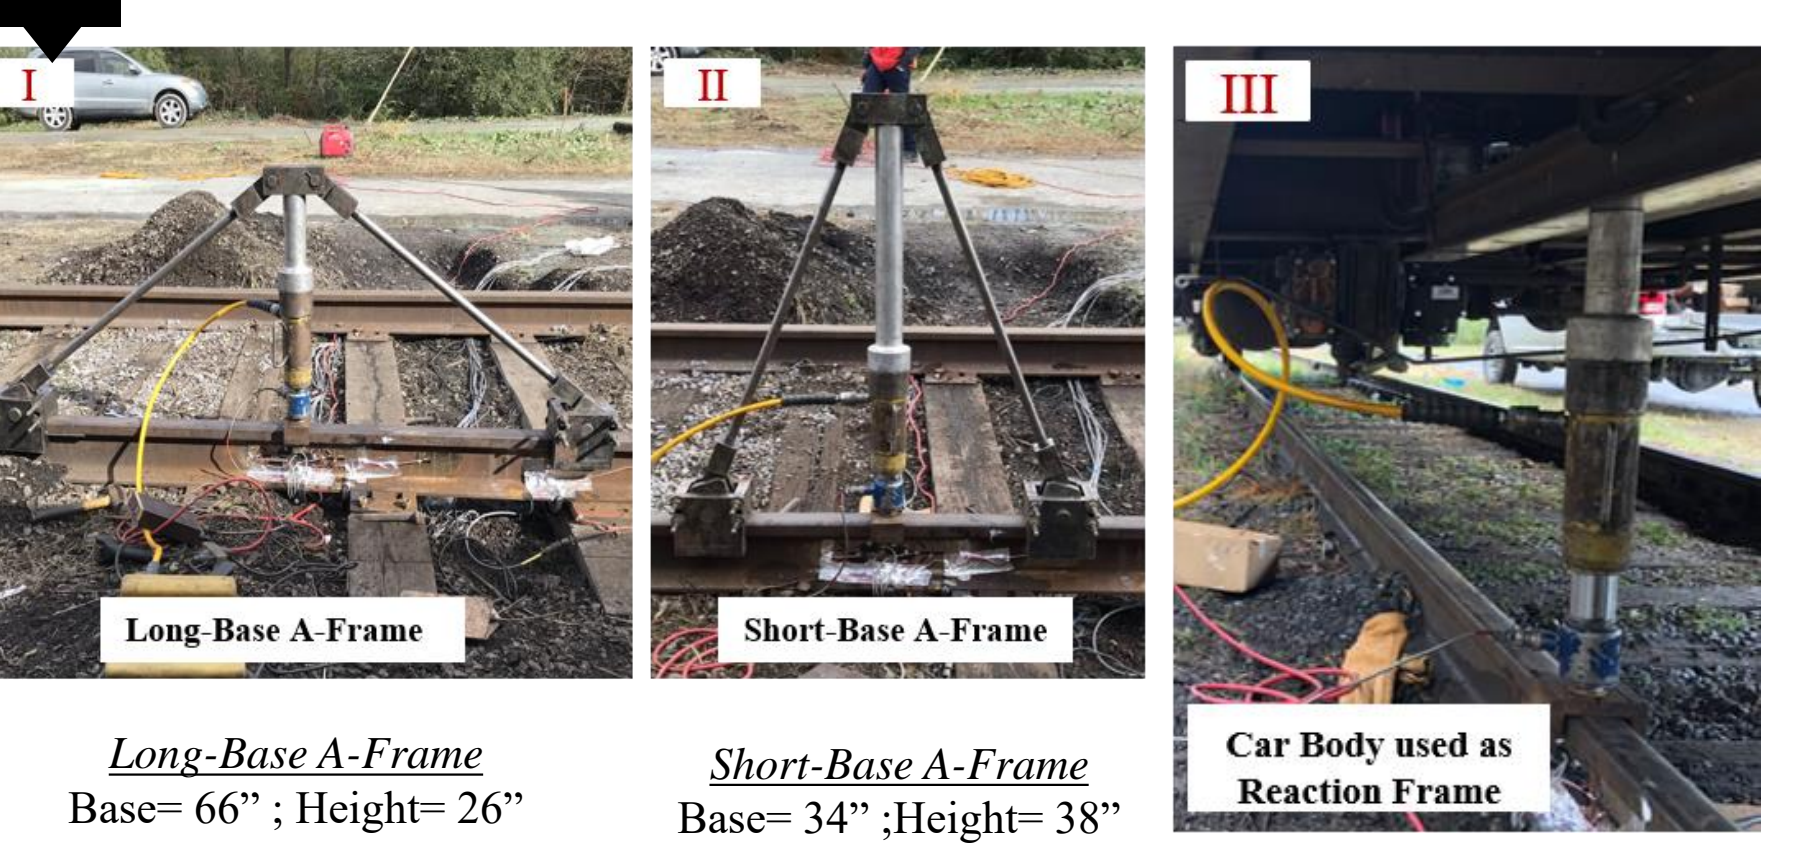 I
II
III
Long-Base A-Frame
Short-Base A-Frame
Car Body used as
Reaction Frame
Long-Base A-Frame
Base= 66” ; Height= 26”
Short-Base A-Frame
Base= 34” ;Height= 38”